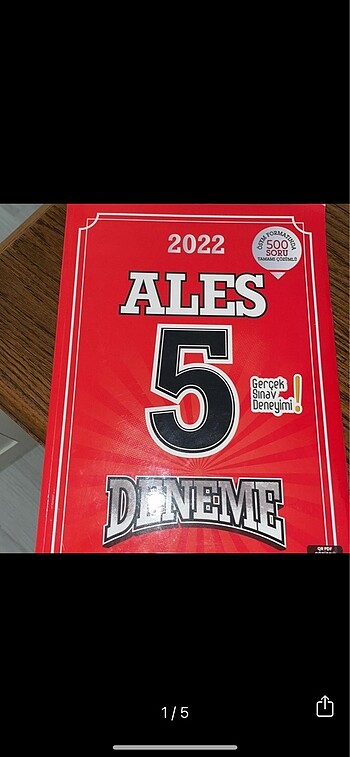 2022
ÖSYM FORMATINDA
500
SORU
TAMAMI ÇÖZÜMLÜ
ALES
5
Gerçek
Sınav
Deneyimi!
DENEME
QR PDF
1/5